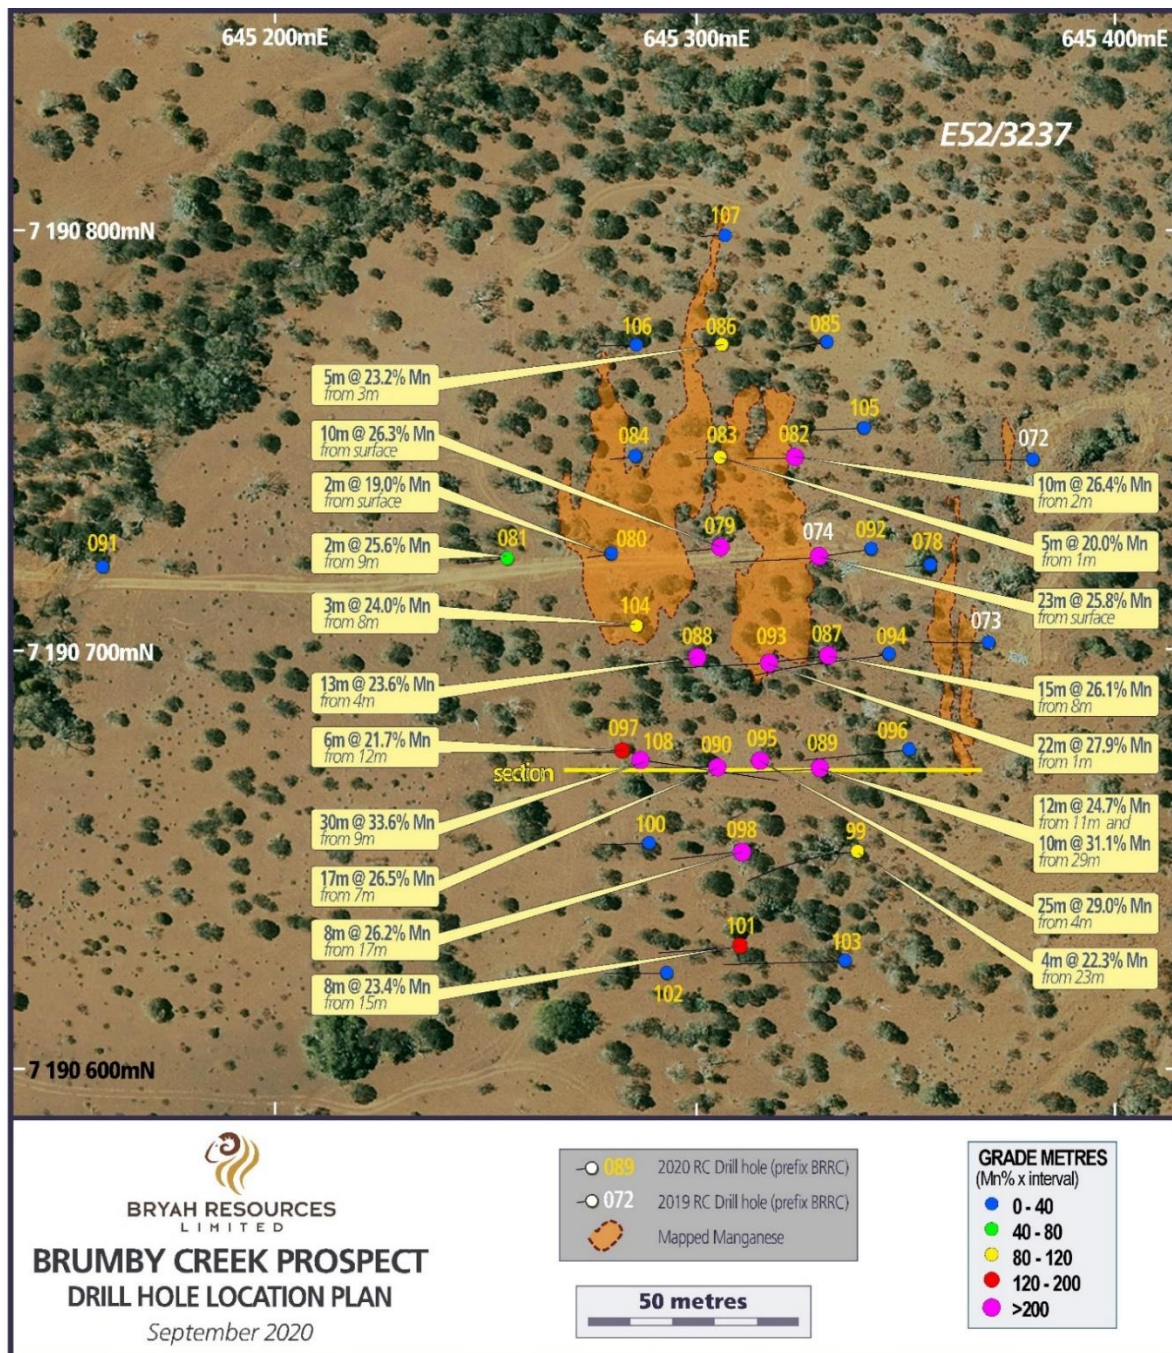 645 200mE
645 300mE
645 400mE
E52/3237
107
7 190 800mN
106
086
085
5m @ 23.2% Mn
from 3m
105
10m @ 26.3% Mn
from surface
084
083
082
072
2m @ 19.0% Mn
from surface
10m @ 26.4% Mn
from 2m
091
2m @ 25.6% Mn
from 9m
081
080
079
074
092
078
5m @ 20.0% Mn
from 1m
3m @ 24.0% Mn
from 8m
104
23m @ 25.8% Mn
from surface
073
7 190 700mN
088
093
087
094
13m @ 23.6% Mn
from 4m
15m @ 26.1% Mn
from 8m
6m @ 21.7% Mn
from 12m
097
108
090
095
089
096
22m @ 27.9% Mn
from 1m
section
30m @ 33.6% Mn
from 9m
12m @ 24.7% Mn
from 11m and
10m @ 31.1% Mn
from 29m
100
098
99
17m @ 26.5% Mn
from 7m
25m @ 29.0% Mn
from 4m
8m @ 26.2% Mn
from 17m
101
103
4m @ 22.3% Mn
from 23m
8m @ 23.4% Mn
from 15m
102
7 190 600mN
BRYAH RESOURCES
LIMITED
BRUMBY CREEK PROSPECT
DRILL HOLE LOCATION PLAN
September 2020
089 2020 RC Drill hole (prefix BRRC)
072 2019 RC Drill hole (prefix BRRC)
Mapped Manganese
50 metres
GRADE METRES
(Mn% x interval)
0 - 40
40 - 80
80 - 120
120 - 200
>200